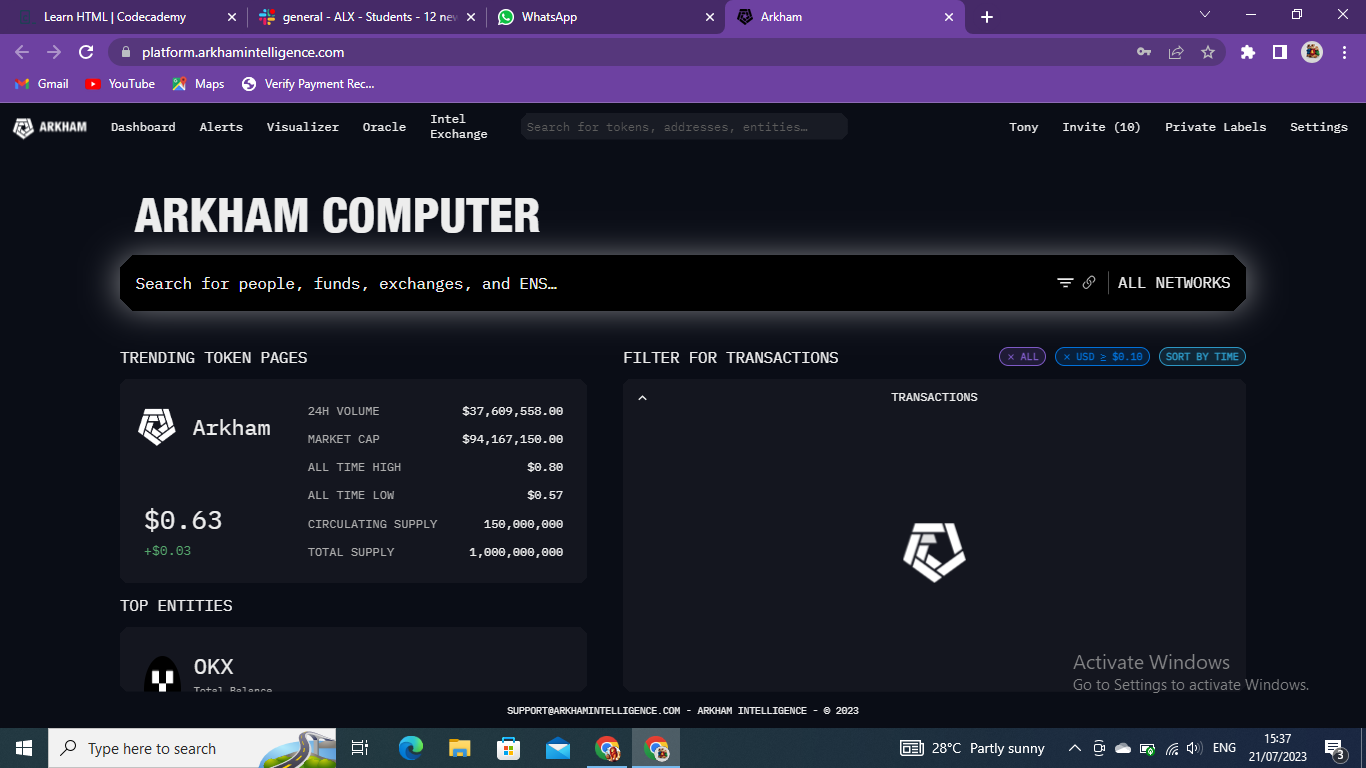 Learn HTML | Codecademy
general - ALX - Students - 12 nev
WhatsApp
Arkham
platform.arkhamintelligence.com
Gmail
YouTube
Maps
Verify Payment Rec...
ARKHAM
Dashboard
Alerts
Visualizer
Oracle
Intel
Exchange
Search for tokens, addresses, entities…
Tony
Invite (10)
Private Labels
Settings
ARKHAM COMPUTER
Search for people, funds, exchanges, and ENS…
ALL NETWORKS
TRENDING TOKEN PAGES
Arkham
$0.63
+$0.03
24H VOLUME $37,609,558.00
MARKET CAP $94,167,150.00
ALL TIME HIGH $0.80
ALL TIME LOW $0.57
CIRCULATING SUPPLY 150,000,000
TOTAL SUPPLY 1,000,000,000
TOP ENTITIES
OKX
Total Balance
FILTER FOR TRANSACTIONS
× ALL
× USD ≥ $0.10
SORT BY TIME
TRANSACTIONS
Activate Windows
Go to Settings to activate Windows.
SUPPORT@ARKHAMINTELLIGENCE.COM - ARKHAM INTELLIGENCE - © 2023
Type here to search
28°C Partly sunny
ENG
15:37
21/07/2023
3